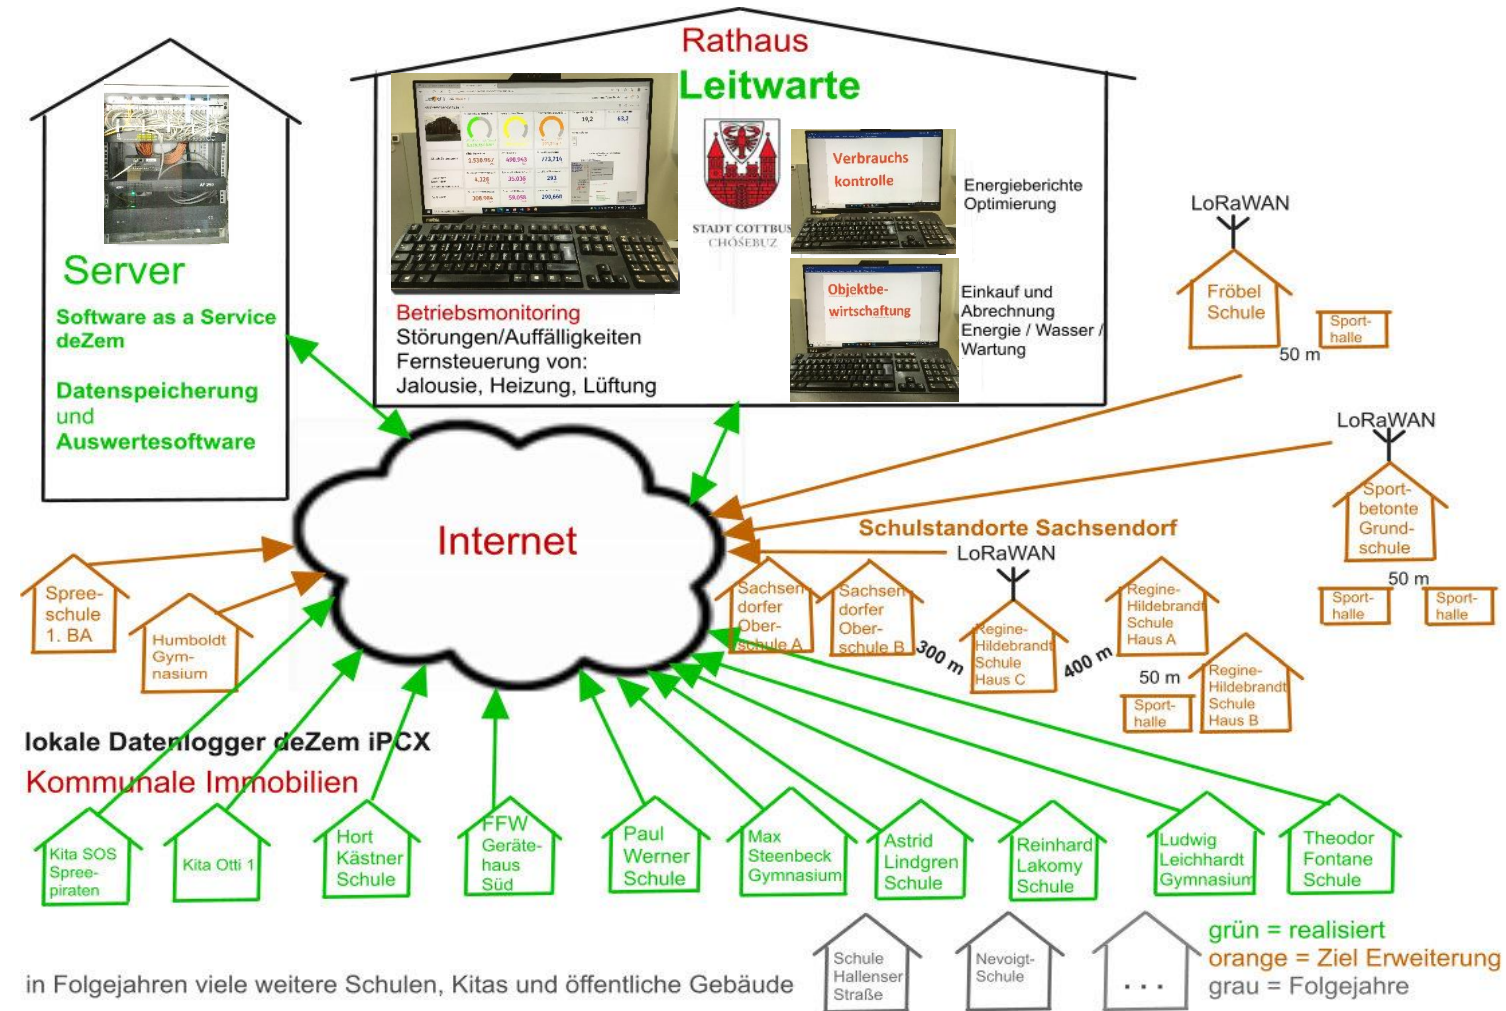 Rathaus
Leitwarte
STADT COTTBUS
CHÓŚEBUZ
19,2
63,2
Verbrauchs
kontrolle
Energieberichte
Optimierung
Objektbe-
wirtschaftung
Einkauf und
Abrechnung
Energie / Wasser /
Wartung
Betriebsmonitoring
Störungen/Auffälligkeiten
Fernsteuerung von:
Jalousie, Heizung, Lüftung
Server
Software as a Service
deZem
Datenspeicherung
und
Auswertesoftware
Internet
LoRaWAN
Fröbel
Schule
Sport-
halle
50 m
LoRaWAN
Sport-
betonte
Grund-
schule
50 m
Sport-
halle
Sport-
halle
Schulstandorte Sachsendorf
LoRaWAN
Sachsen
dorfer
Ober-
schule A
Sachsen
dorfer
Ober-
schule B
300 m
Regine-
Hildebrandt
Schule
Haus C
400 m
Regine-
Hildebrandt
Schule
Haus A
50 m
Sport-
halle
Regine-
Hildebrandt
Schule
Haus B
Spree-
schule
1. BA
Humboldt
Gym-
nasium
lokale Datenlogger deZem iPCX
Kommunale Immobilien
Kita SOS
Spree-
piraten
Kita Otti 1
Hort
Kästner
Schule
FFW
Geräte-
haus
Süd
Paul
Werner
Schule
Max
Steenbeck
Gymnasium
Astrid
Lindgren
Schule
Reinhard
Lakomy
Schule
Ludwig
Leichhardt
Gymnasium
Theodor
Fontane
Schule
in Folgejahren viele weitere Schulen, Kitas und öffentliche Gebäude
Schule
Hallenser
Straße
Nevoigt-
Schule
...
grün = realisiert
orange = Ziel Erweiterung
grau = Folgejahre